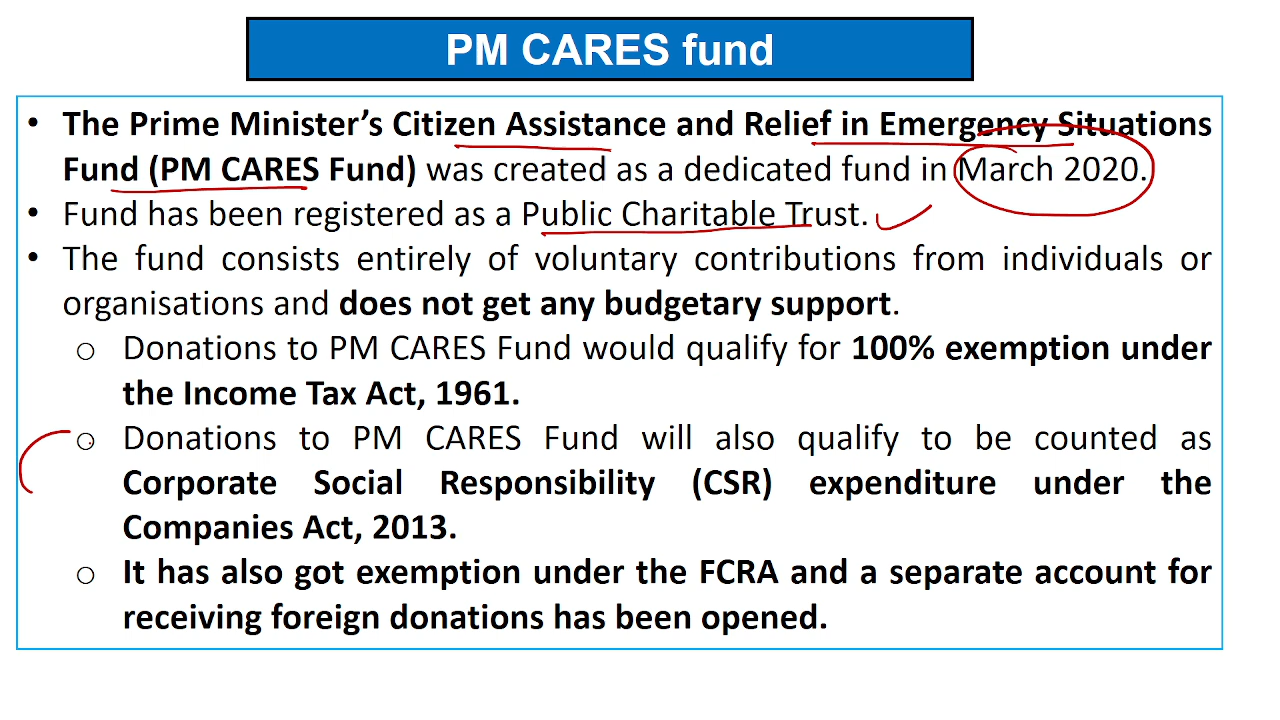 PM CARES fund
• The Prime Minister’s Citizen Assistance and Relief in Emergency Situations
Fund (PM CARES Fund) was created as a dedicated fund in March 2020.
• Fund has been registered as a Public Charitable Trust.
• The fund consists entirely of voluntary contributions from individuals or
organisations and does not get any budgetary support.
○ Donations to PM CARES Fund would qualify for 100% exemption under
the Income Tax Act, 1961.
○ Donations to PM CARES Fund will also qualify to be counted as
Corporate Social Responsibility (CSR) expenditure under the
Companies Act, 2013.
○ It has also got exemption under the FCRA and a separate account for
receiving foreign donations has been opened.